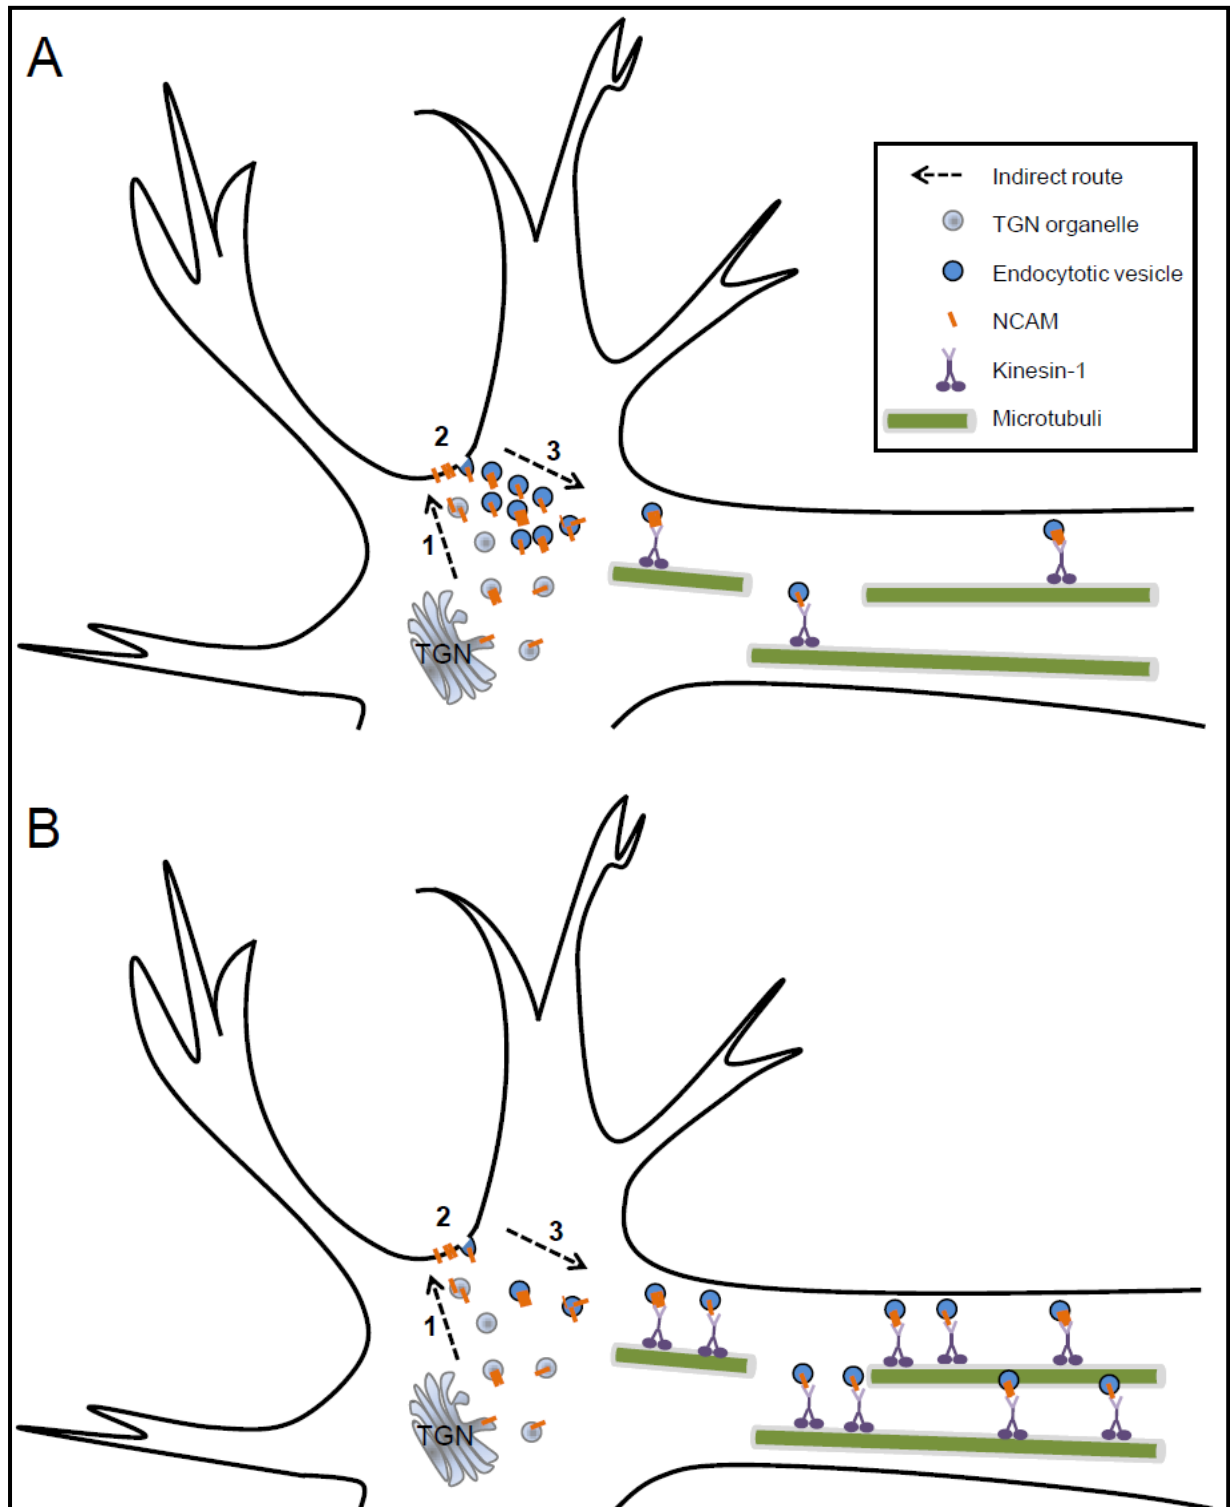 A
Indirect route
TGN organelle
Endocytotic vesicle
NCAM
Kinesin-1
Microtubuli
2
3
1
TGN
B
2
3
1
TGN